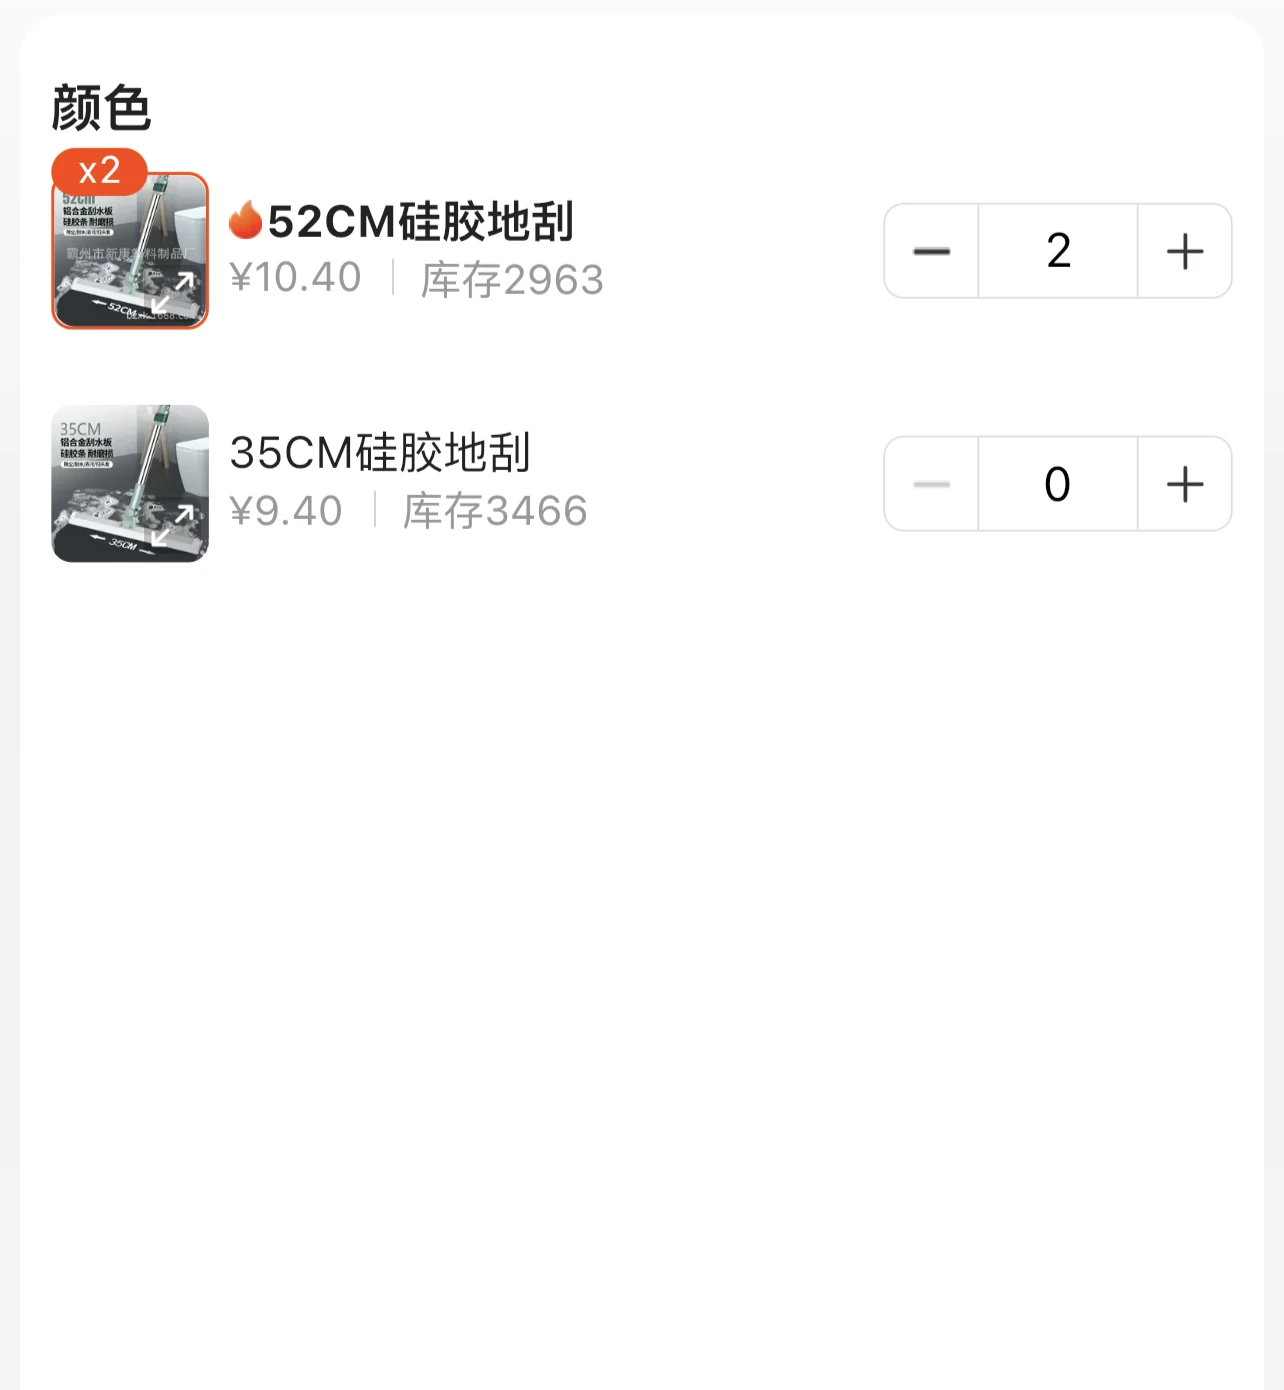 颜色
x2
52cm
铝合金刮水板
硅胶条 耐磨损
霸州市新康塑料制品厂
52CM
🔥52CM硅胶地刮
¥10.40 | 库存2963
2
35CM
铝合金刮水板
硅胶条 耐磨损
35CM
35CM硅胶地刮
¥9.40 | 库存3466
0